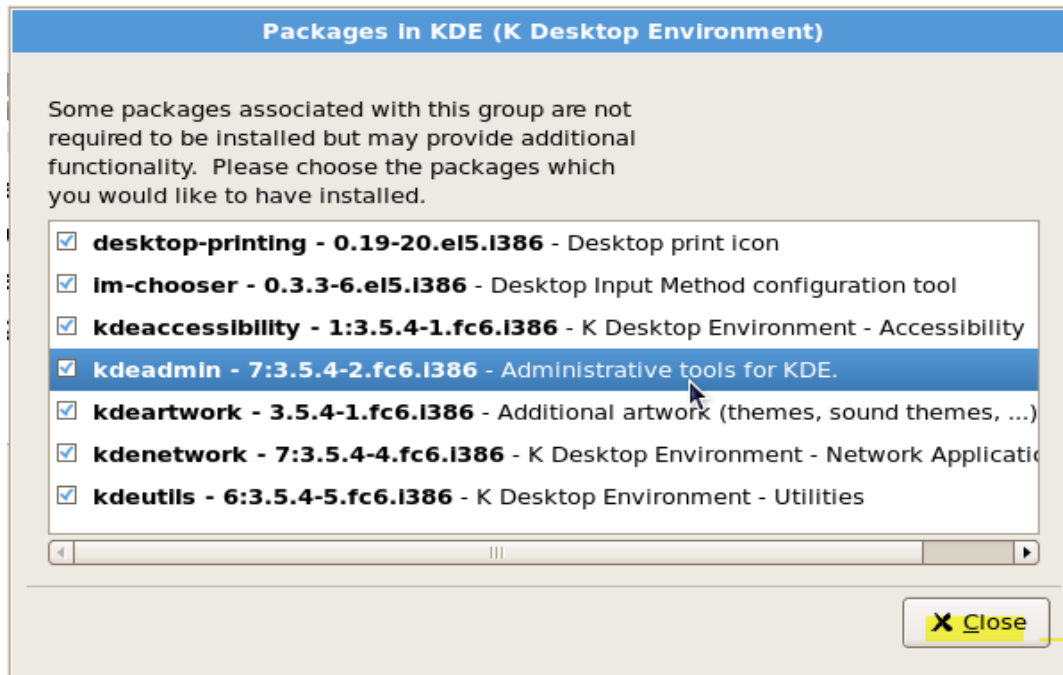 Packages in KDE (K Desktop Environment)
Some packages associated with this group are not
required to be installed but may provide additional
functionality.  Please choose the packages which
you would like to have installed.
desktop-printing - 0.19-20.el5.i386 - Desktop print icon
im-chooser - 0.3.3-6.el5.i386 - Desktop Input Method configuration tool
kdeaccessibility - 1:3.5.4-1.fc6.i386 - K Desktop Environment - Accessibility
kdeadmin - 7:3.5.4-2.fc6.i386 - Administrative tools for KDE.
kdeartwork - 3.5.4-1.fc6.i386 - Additional artwork (themes, sound themes, ...)
kdenetwork - 7:3.5.4-4.fc6.i386 - K Desktop Environment - Network
kdeutils - 6:3.5.4-5.fc6.i386 - K Desktop Environment - Utilities
Close